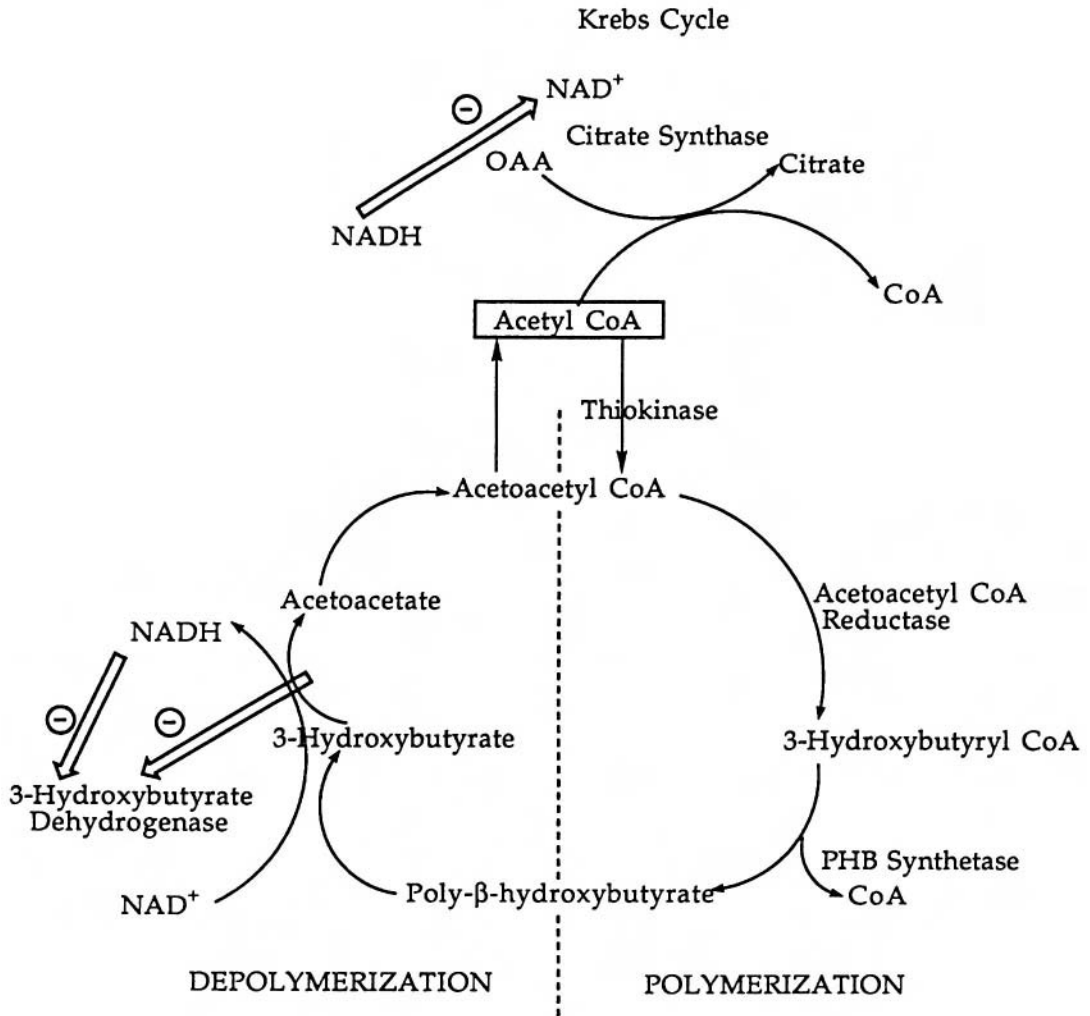 Krebs Cycle
NAD⁺
Citrate Synthase
OAA
Citrate
NADH
CoA
Acetyl CoA
Thiokinase
Acetoacetyl CoA
Acetoacetate
Acetoacetyl CoA
Reductase
NADH
3-Hydroxybutyrate
3-Hydroxybutyryl CoA
3-Hydroxybutyrate
Dehydrogenase
PHB Synthetase
CoA
NAD⁺
Poly-β-hydroxybutyrate
DEPOLYMERIZATION
POLYMERIZATION